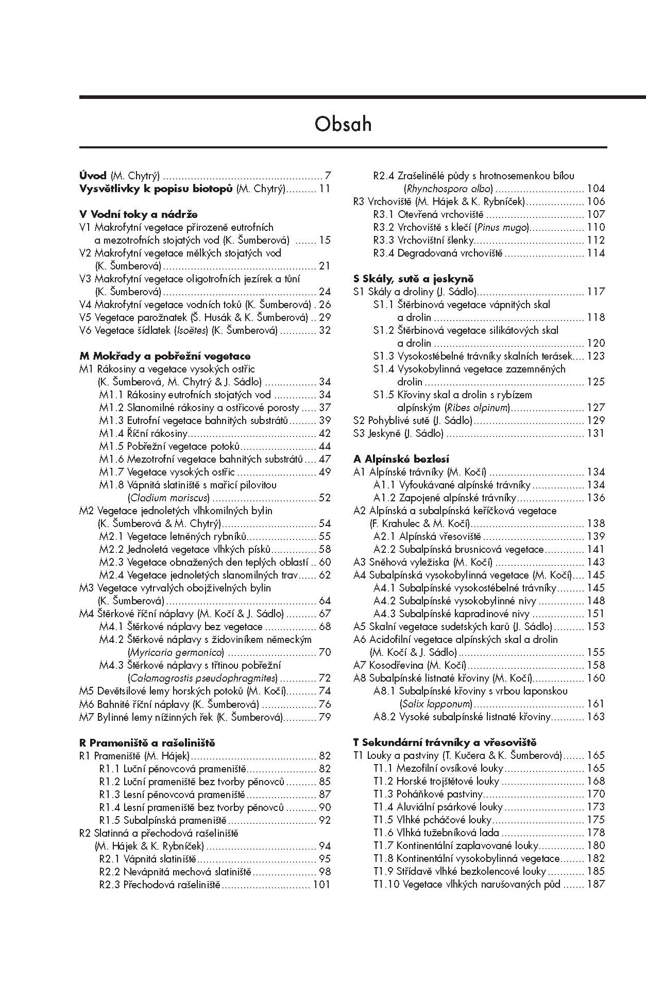 Obsah
Úvod (M. Chytrý) .................................................... 7
Vysvětlivky k popisu biotopů (M. Chytrý).......... 11
V Vodní toky a nádrže
V1 Makrofytní vegetace přirozeně eutrofních
a mezotrofních stojatých vod (K. Šumberová) ....... 15
V2 Makrofytní vegetace mělkých stojatých vod
(K. Šumberová).................................................. 21
V3 Makrofytní vegetace oligotrofních jezírek a tůní
(K. Šumberová).................................................. 24
V4 Makrofytní vegetace vodních toků (K. Šumberová) . 26
V5 Vegetace parožnatek (Š. Husák & K. Šumberová) .. 29
V6 Vegetace šídlatek (Isoëtes) (K. Šumberová)............ 32
M Mokřady a pobřežní vegetace
M1 Rákosiny a vegetace vysokých ostřic
(K. Šumberová, M. Chytrý & J. Sádlo) ................. 34
M1.1 Rákosiny eutrofních stojatých vod .............. 34
M1.2 Slanomilné rákosiny a ostřicové porosty ..... 37
M1.3 Eutrofní vegetace bahnitých substrátů......... 39
M1.4 Říční rákosiny.......................................... 42
M1.5 Pobřežní vegetace potoků......................... 44
M1.6 Mezotrofní vegetace bahnitých substrátů.... 47
M1.7 Vegetace vysokých ostřic.......................... 49
M1.8 Vápnitá slatiniště s mařicí pilovitou
(Cladium mariscus) .................................. 52
M2 Vegetace jednoletých vlhkomilných bylin
(K. Šumberová & M. Chytrý)............................... 54
M2.1 Vegetace letněných rybníků....................... 55
M2.2 Jednoletá vegetace vlhkých písků............... 58
M2.3 Vegetace obnažených den teplých oblastí .. 60
M2.4 Vegetace jednoletých slanomilných trav...... 62
M3 Vegetace vytrvalých obojživelných bylin
(K. Šumberová)................................................. 64
M4 Štěrkové říční náplavy (M. Kočí & J. Sádlo).......... 67
M4.1 Štěrkové náplavy bez vegetace ................. 68
M4.2 Štěrkové náplavy s židoviníkem německým
(Myricaria germanica) ............................. 70
M4.3 Štěrkové náplavy s třtinou pobřežní
(Calamagrostis pseudophragmites)............ 72
M5 Devětsilové lemy horských potoků (M. Kočí).......... 74
M6 Bahnité říční náplavy (K. Šumberová) .................. 76
M7 Bylinné lemy nížinných řek (K. Šumberová)........... 79
R Prameniště a rašeliniště
R1 Prameniště (M. Hájek)......................................... 82
R1.1 Luční pěnovcová prameniště....................... 82
R1.2 Luční prameniště bez tvorby pěnovců.......... 85
R1.3 Lesní pěnovcová prameniště....................... 87
R1.4 Lesní prameniště bez tvorby pěnovců .......... 90
R1.5 Subalpínská prameniště............................. 92
R2 Slatinná a přechodová rašeliniště
(M. Hájek & K. Rybníček).................................... 94
R2.1 Vápnitá slatiniště....................................... 95
R2.2 Nevápnitá mechová slatiniště..................... 98
R2.3 Přechodová rašeliniště............................. 101
R2.4 Zrašelinělé půdy s hrotnosemenkou bílou
(Rhynchospora alba)............................. 104
R3 Vrchoviště (M. Hájek & K. Rybníček)................... 106
R3.1 Otevřená vrchoviště................................ 107
R3.2 Vrchoviště s klečí (Pinus mugo).................. 110
R3.3 Vrchovištní šlenky.................................... 112
R3.4 Degradovaná vrchoviště.......................... 114
S Skály, sutě a jeskyně
S1 Skály a droliny (J. Sádlo)................................... 117
S1.1 Štěrbinová vegetace vápnitých skal
a drolin ................................................. 118
S1.2 Štěrbinová vegetace silikátových skal
a drolin ................................................. 120
S1.3 Vysokostébelné trávníky skalních terásek.... 123
S1.4 Vysokobylinná vegetace zazemněných
drolin .................................................... 125
S1.5 Křoviny skal a drolin s rybízem
alpínským (Ribes alpinum)........................ 127
S2 Pohyblivé sutě (J. Sádlo).................................... 129
S3 Jeskyně (J. Sádlo) ............................................. 131
A Alpínské bezlesí
A1 Alpínské trávníky (M. Kočí) ............................... 134
A1.1 Vyfoukávané alpínské trávníky................. 134
A1.2 Zapojené alpínské trávníky...................... 136
A2 Alpínská a subalpínská keříčková vegetace
(F. Krahulec & M. Kočí)..................................... 138
A2.1 Alpínská vřesoviště................................. 139
A2.2 Subalpínská brusnicová vegetace............. 141
A3 Sněhová vyležiska (M. Kočí) ............................. 143
A4 Subalpínská vysokobylinná vegetace (M. Kočí).... 145
A4.1 Subalpínské vysokostébelné trávníky......... 145
A4.2 Subalpínské vysokobylinné nivy ............... 148
A4.3 Subalpínské kapradinové nivy ................. 151
A5 Skalní vegetace sudetských karů (J. Sádlo).......... 153
A6 Acidofilní vegetace alpínských skal a drolin
(M. Kočí & J. Sádlo)......................................... 155
A7 Kosodřevina (M. Kočí)...................................... 158
A8 Subalpínské listnaté křoviny (M. Kočí)................. 160
A8.1 Subalpínské křoviny s vrbou laponskou
(Salix lapponum).................................... 161
A8.2 Vysoké subalpínské listnaté křoviny........... 163
T Sekundární trávníky a vřesoviště
T1 Louky a pastviny (T. Kučera & K. Šumberová)....... 165
T1.1 Mezofilní ovsíkové louky.......................... 165
T1.2 Horské trojštětové louky ........................... 168
T1.3 Poháňkové pastviny................................. 170
T1.4 Aluviální psárkové louky.......................... 173
T1.5 Vlhké pcháčové louky.............................. 175
T1.6 Vlhká tužebníková lada ........................... 178
T1.7 Kontinentální zaplavované louky............... 180
T1.8 Kontinentální vysokobylinná vegetace........ 182
T1.9 Střídavě vlhké bezkolencové louky............ 185
T1.10 Vegetace vlhkých narušovaných půd ....... 187